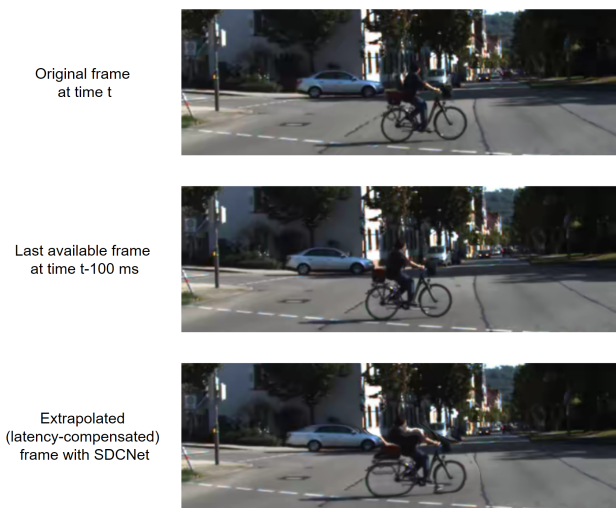 Original frame
at time t
Last available frame
at time t-100 ms
Extrapolated
(latency-compensated)
frame with SDCNet